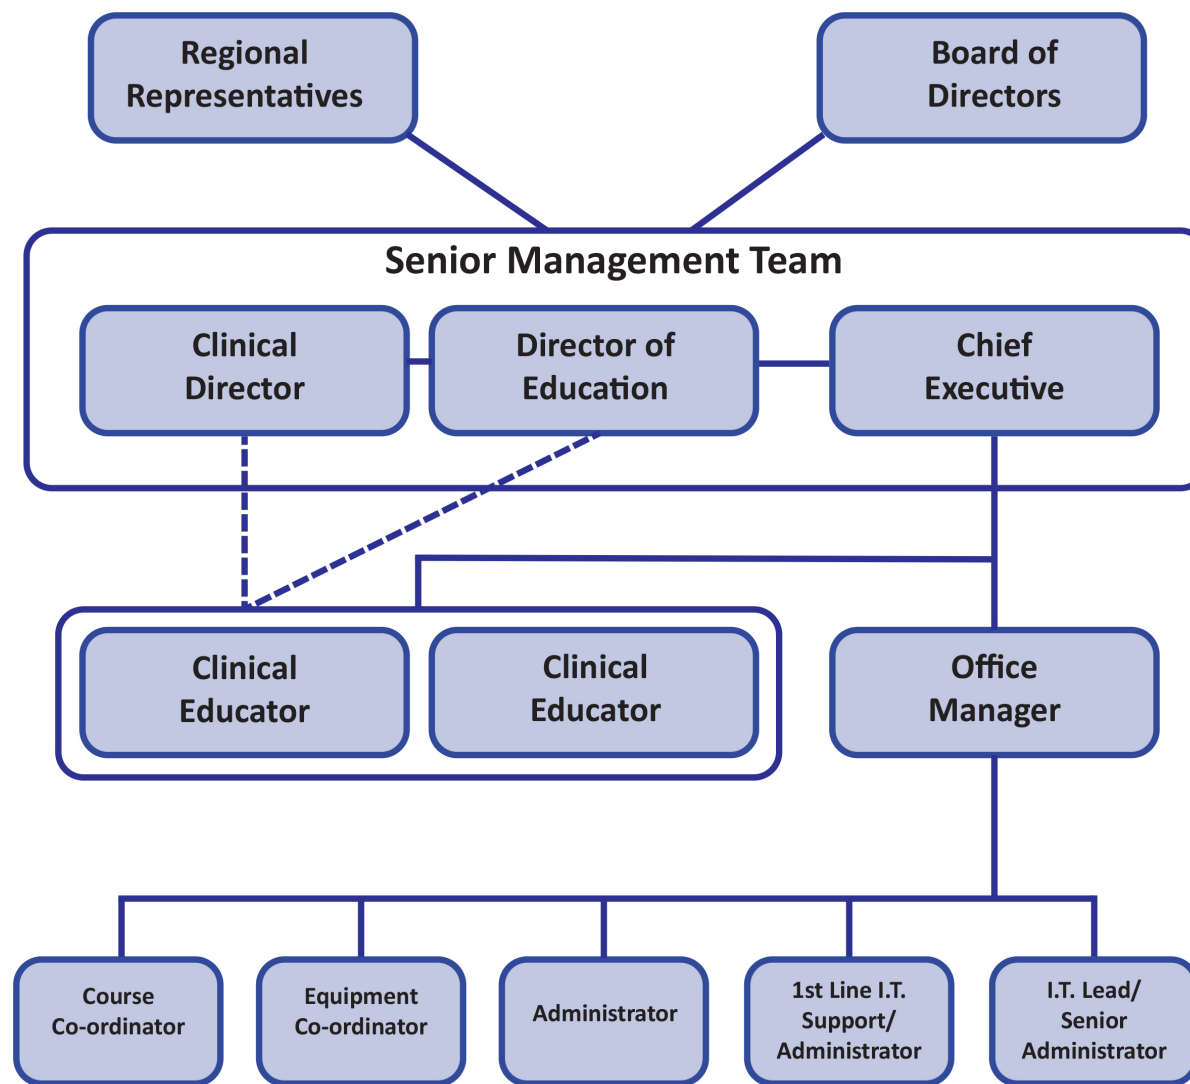 Regional
Representatives
Board of
Directors
Senior Management Team
Clinical
Director
Director of
Education
Chief
Executive
Clinical
Educator
Clinical
Educator
Office
Manager
Course
Co-ordinator
Equipment
Co-ordinator
Administrator
1st Line I.T.
Support/
Administrator
I.T. Lead/
Senior
Administrator